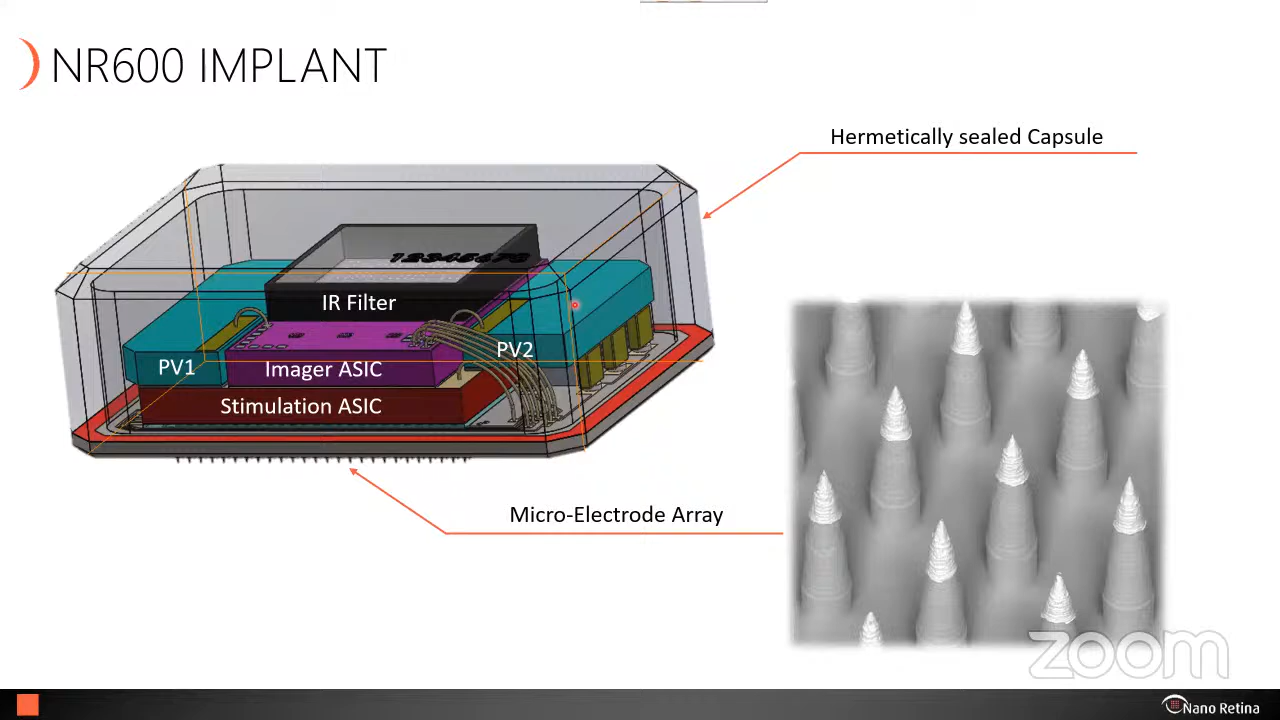 NR600 IMPLANT
Hermetically sealed Capsule
12345678
IR Filter
PV2
PV1
Imager ASIC
Stimulation ASIC
Micro-Electrode Array
zoom
Nano Retina